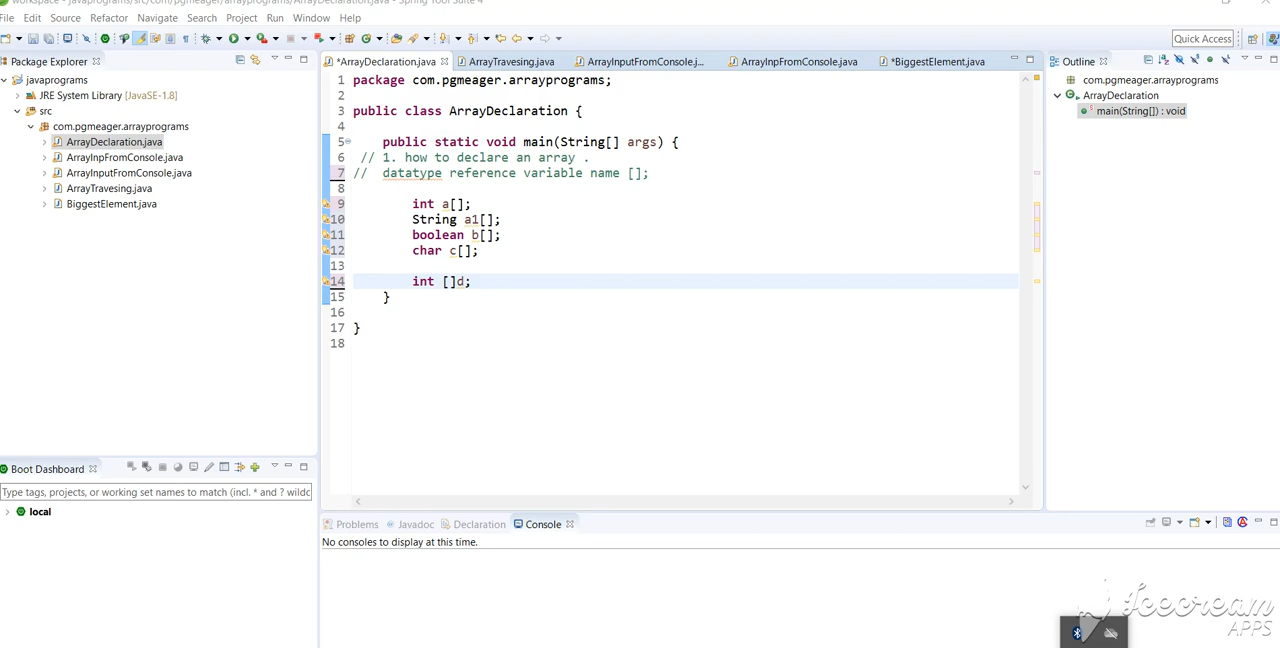 workspace - javaprograms/src/com/pgmeager/arrayprograms/ArrayDeclaration.java - Spring Tool Suite 4
File Edit Source Refactor Navigate Search Project Run Window Help
Quick Access
Package Explorer
javaprograms
JRE System Library [JavaSE-1.8]
src
com.pgmeager.arrayprograms
ArrayDeclaration.java
ArrayInpFromConsole.java
ArrayInputFromConsole.java
ArrayTravesing.java
BiggestElement.java
*ArrayDeclaration.java ArrayTravesing.java ArrayInputFromConsole.j... ArrayInpFromConsole.java *BiggestElement.java
1 package com.pgmeager.arrayprograms;
2
3 public class ArrayDeclaration {
4
5 public static void main(String[] args) {
6 // 1. how to declare an array .
7 // datatype reference variable name [];
8
9 int a[];
10 String a1[];
11 boolean b[];
12 char c[];
13
14 int []d;
15 }
16
17 }
18
Outline
com.pgmeager.arrayprograms
ArrayDeclaration
main(String[]) : void
Boot Dashboard
Type tags, projects, or working set names to match (incl. * and ? wildc
local
Problems Javadoc Declaration Console
No consoles to display at this time.
Icecream
APPS